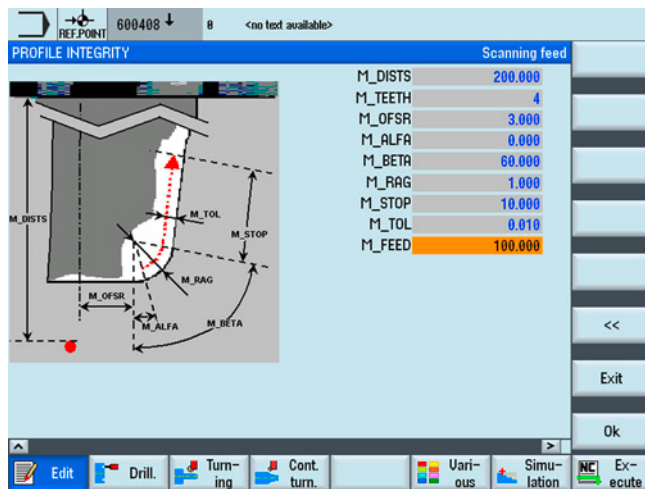 REF.POINT 600408 8 <no text available>
PROFILE INTEGRITY Scanning feed
M_DISTS 200.000
M_TEETH 4
M_OFSR 3.000
M_ALFA 0.000
M_BETA 60.000
M_RAG 1.000
M_STOP 10.000
M_TOL 0.010
M_FEED 100.000
M_DISTS
M_TOL
M_STOP
M_RAG
M_OFSR
M_ALFA
M_BETA
<<
Exit
Ok
Edit
Drill.
Turn-
ing
Cont.
turn.
Vari-
ous
Simu-
lation
NC Ex-
ecute